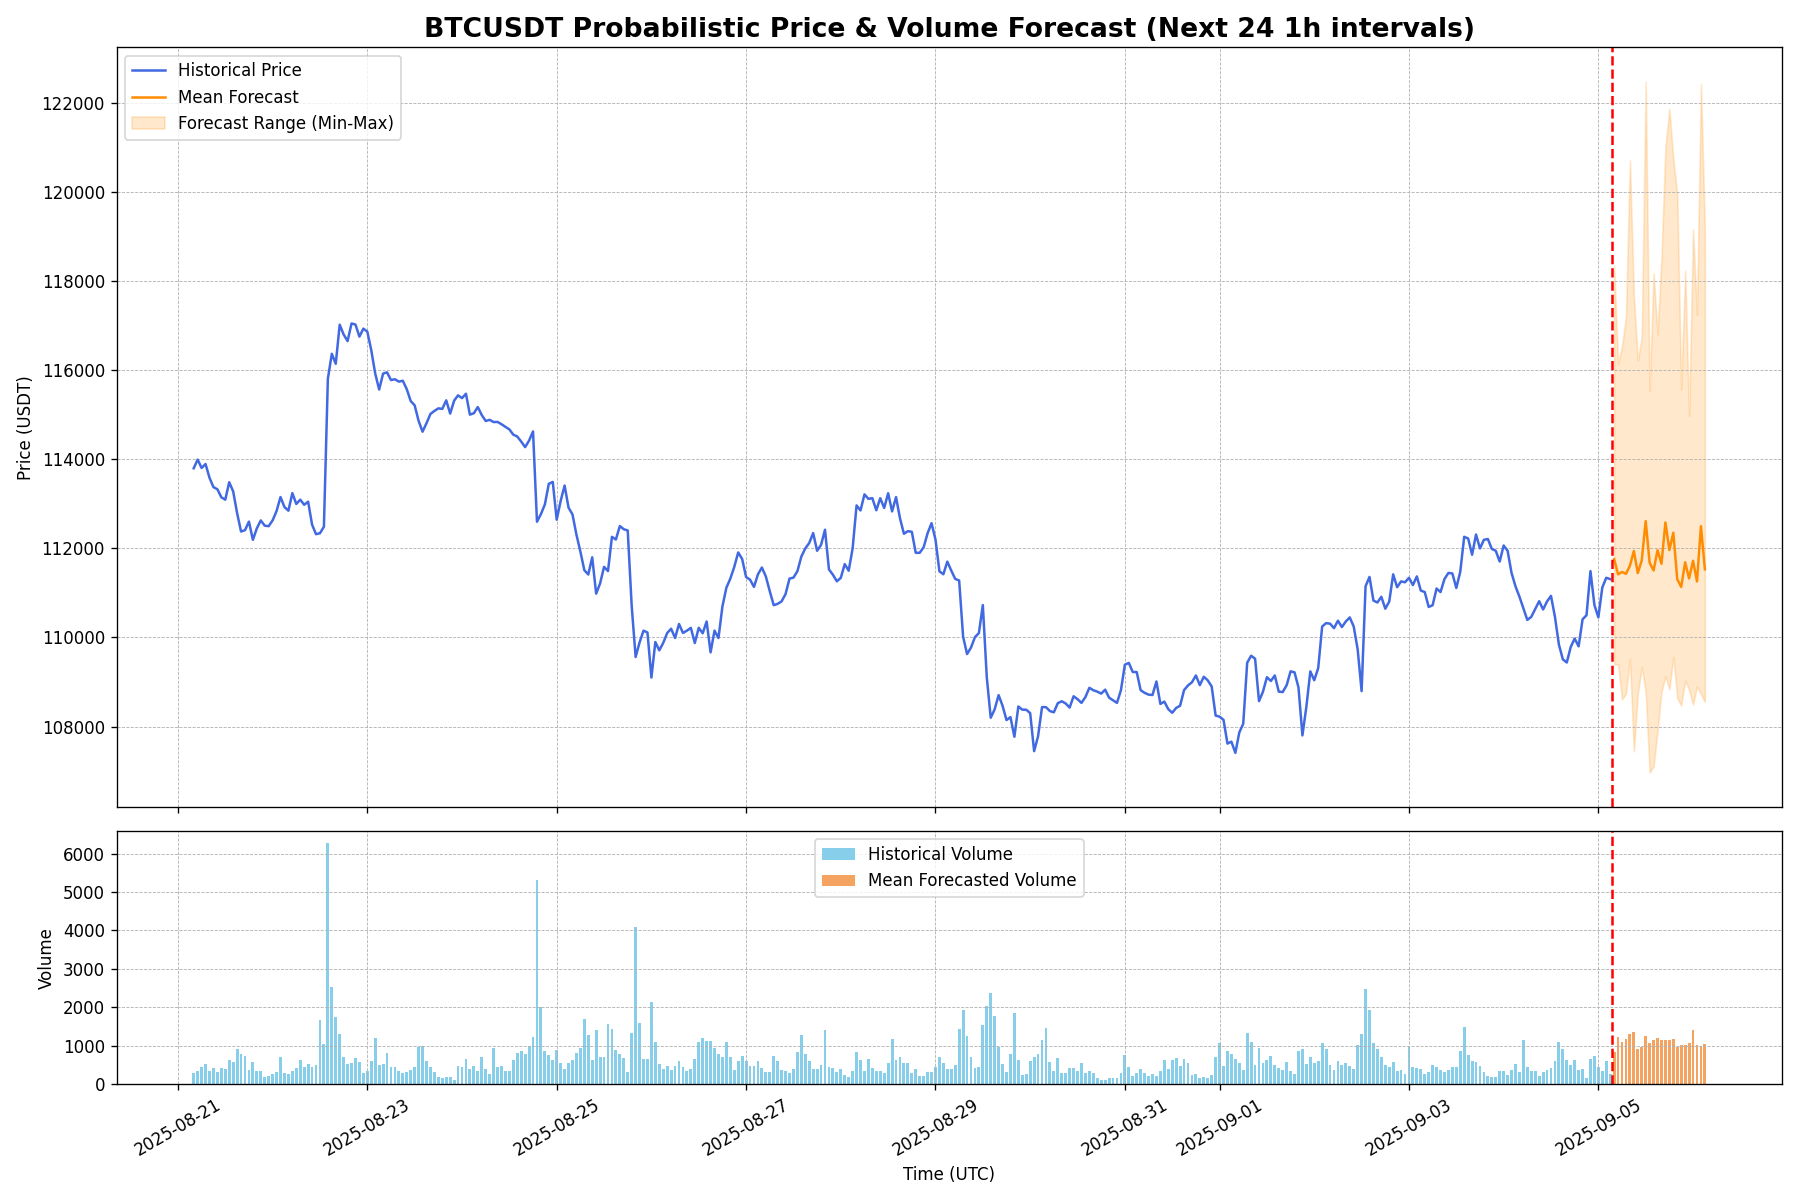 BTCUSDT Probabilistic Price & Volume Forecast (Next 24 1h intervals)
Historical Price
Mean Forecast
Forecast Range (Min-Max)
Price (USDT)
122000
120000
118000
116000
114000
112000
110000
108000
Historical Volume
Mean Forecasted Volume
Volume
6000
5000
4000
3000
2000
1000
0
2025-08-21
2025-08-23
2025-08-25
2025-08-27
2025-08-29
2025-08-31
2025-09-01
2025-09-03
2025-09-05
Time (UTC)